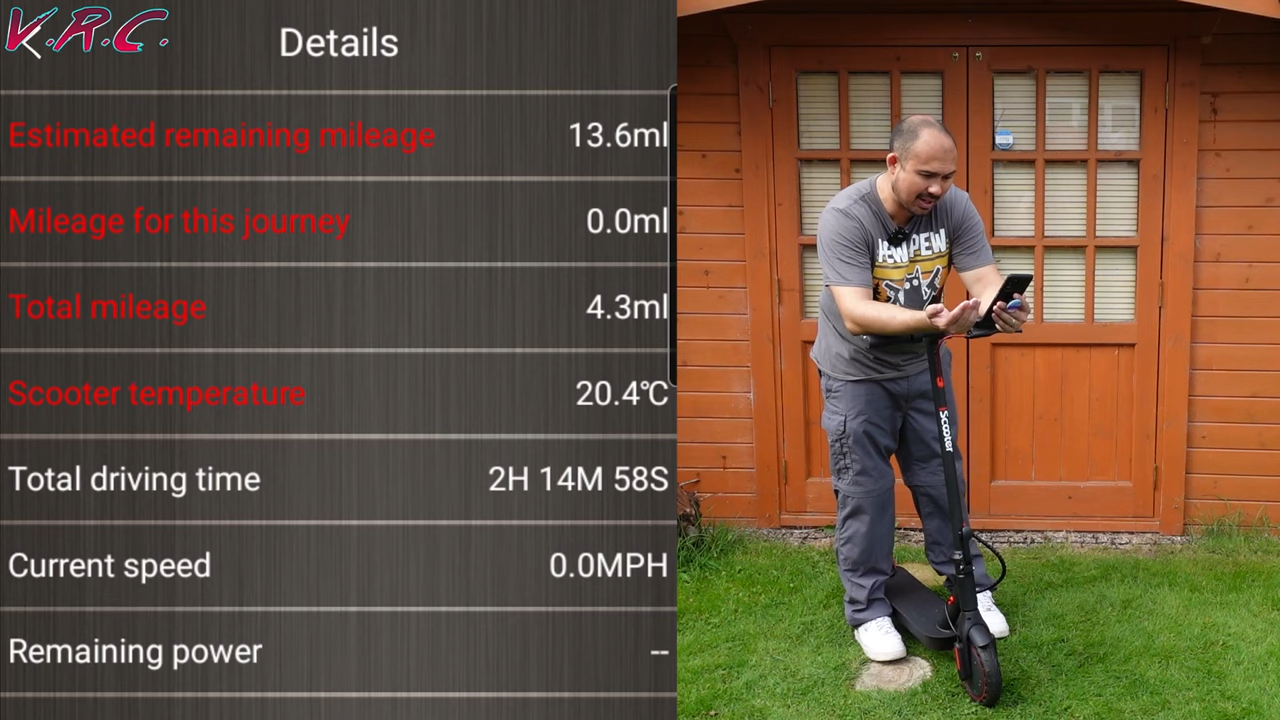 V.R.C.
Details
Estimated remaining mileage 13.6ml
Mileage for this journey 0.0ml
Total mileage 4.3ml
Scooter temperature 20.4℃
Total driving time 2H 14M 58S
Current speed 0.0MPH
Remaining power --
PEW PEW
iScooter